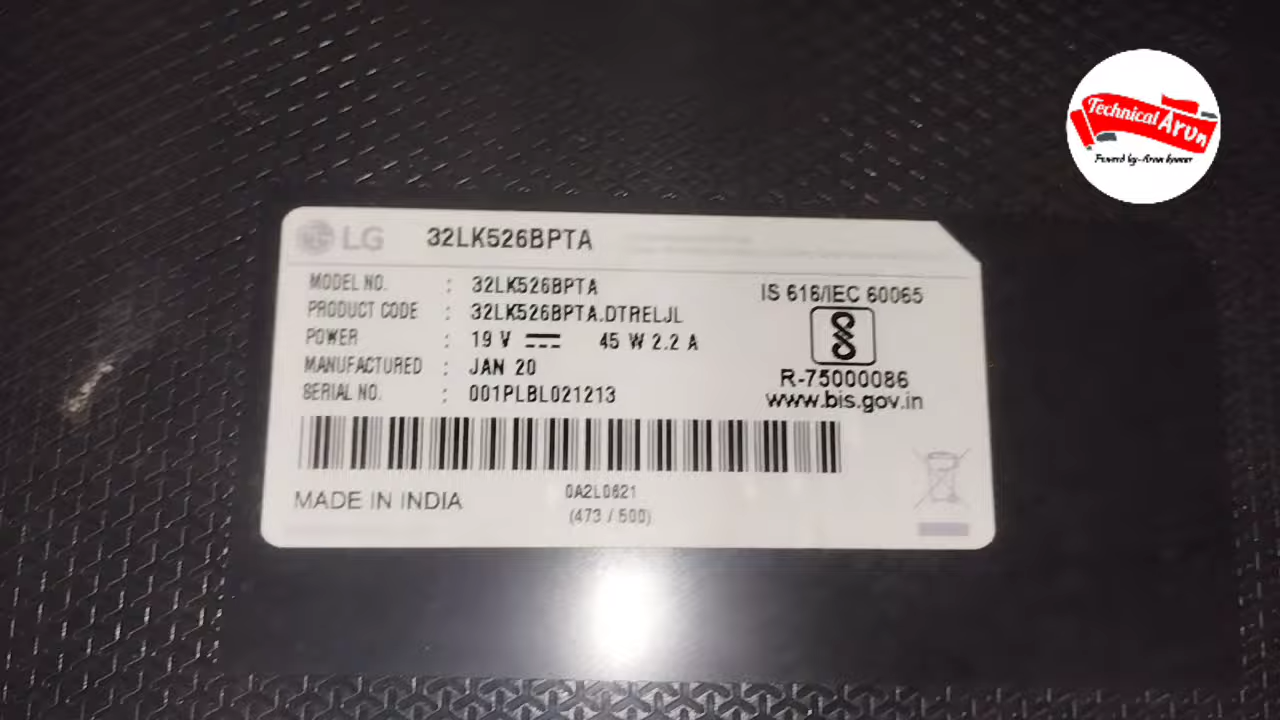 Technical Arun
Powerd by-Arun kumar
LG 32LK526BPTA
MODEL NO. : 32LK526BPTA
PRODUCT CODE : 32LK526BPTA.DTRELJL
POWER : 19 V 45 W 2.2 A
MANUFACTURED : JAN 20
SERIAL NO. : 001PLBL021213
IS 616/IEC 60065
R-75000086
www.bis.gov.in
MADE IN INDIA
0A2L0621
(473 / 500)